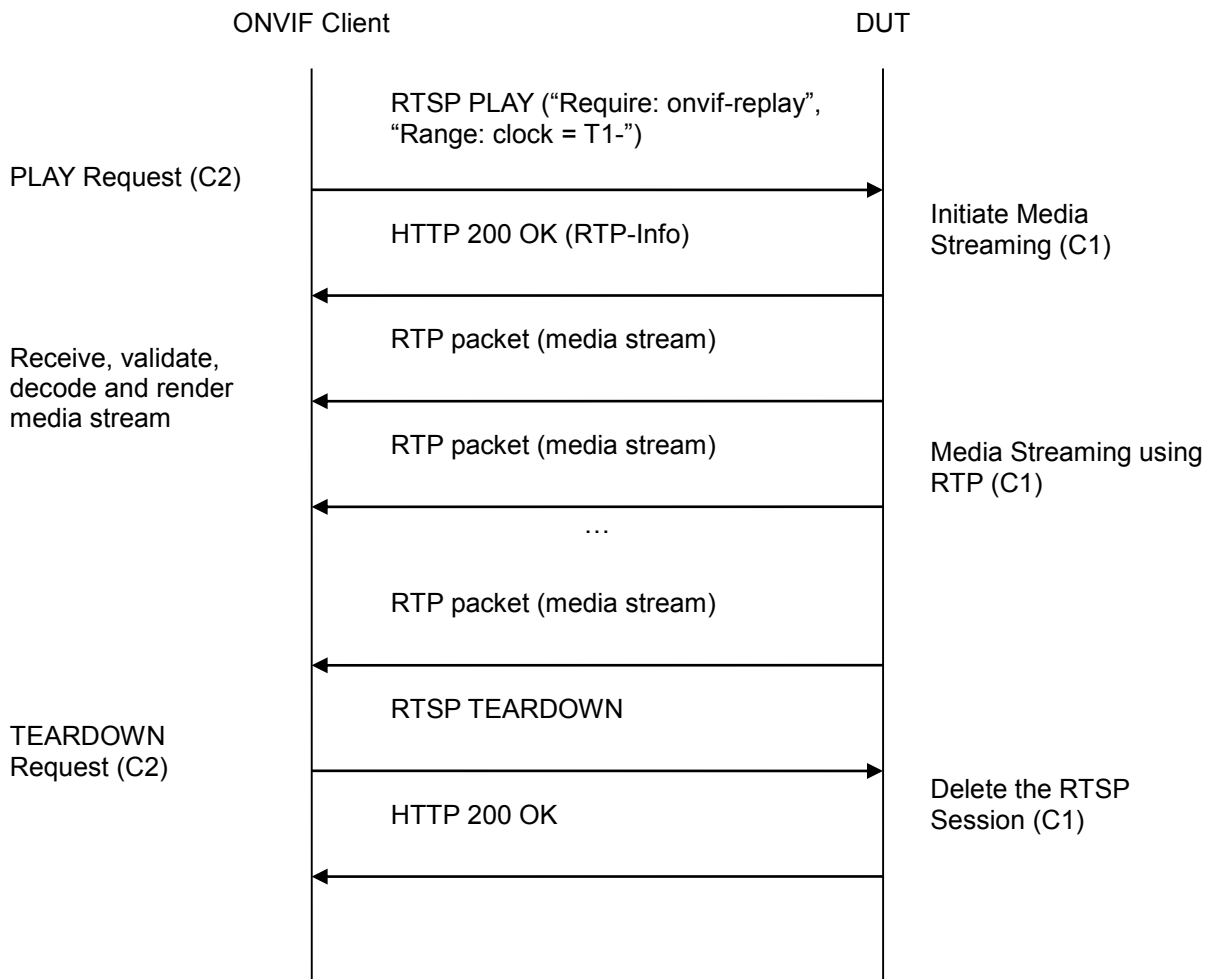 ONVIF Client
DUT
RTSP PLAY (“Require: onvif-replay”,
“Range: clock = T1-”)
PLAY Request (C2)
Initiate Media
Streaming (C1)
HTTP 200 OK (RTP-Info)
RTP packet (media stream)
Receive, validate,
decode and render
media stream
RTP packet (media stream)
Media Streaming using
RTP (C1)
…
RTP packet (media stream)
RTSP TEARDOWN
TEARDOWN
Request (C2)
Delete the RTSP
Session (C1)
HTTP 200 OK